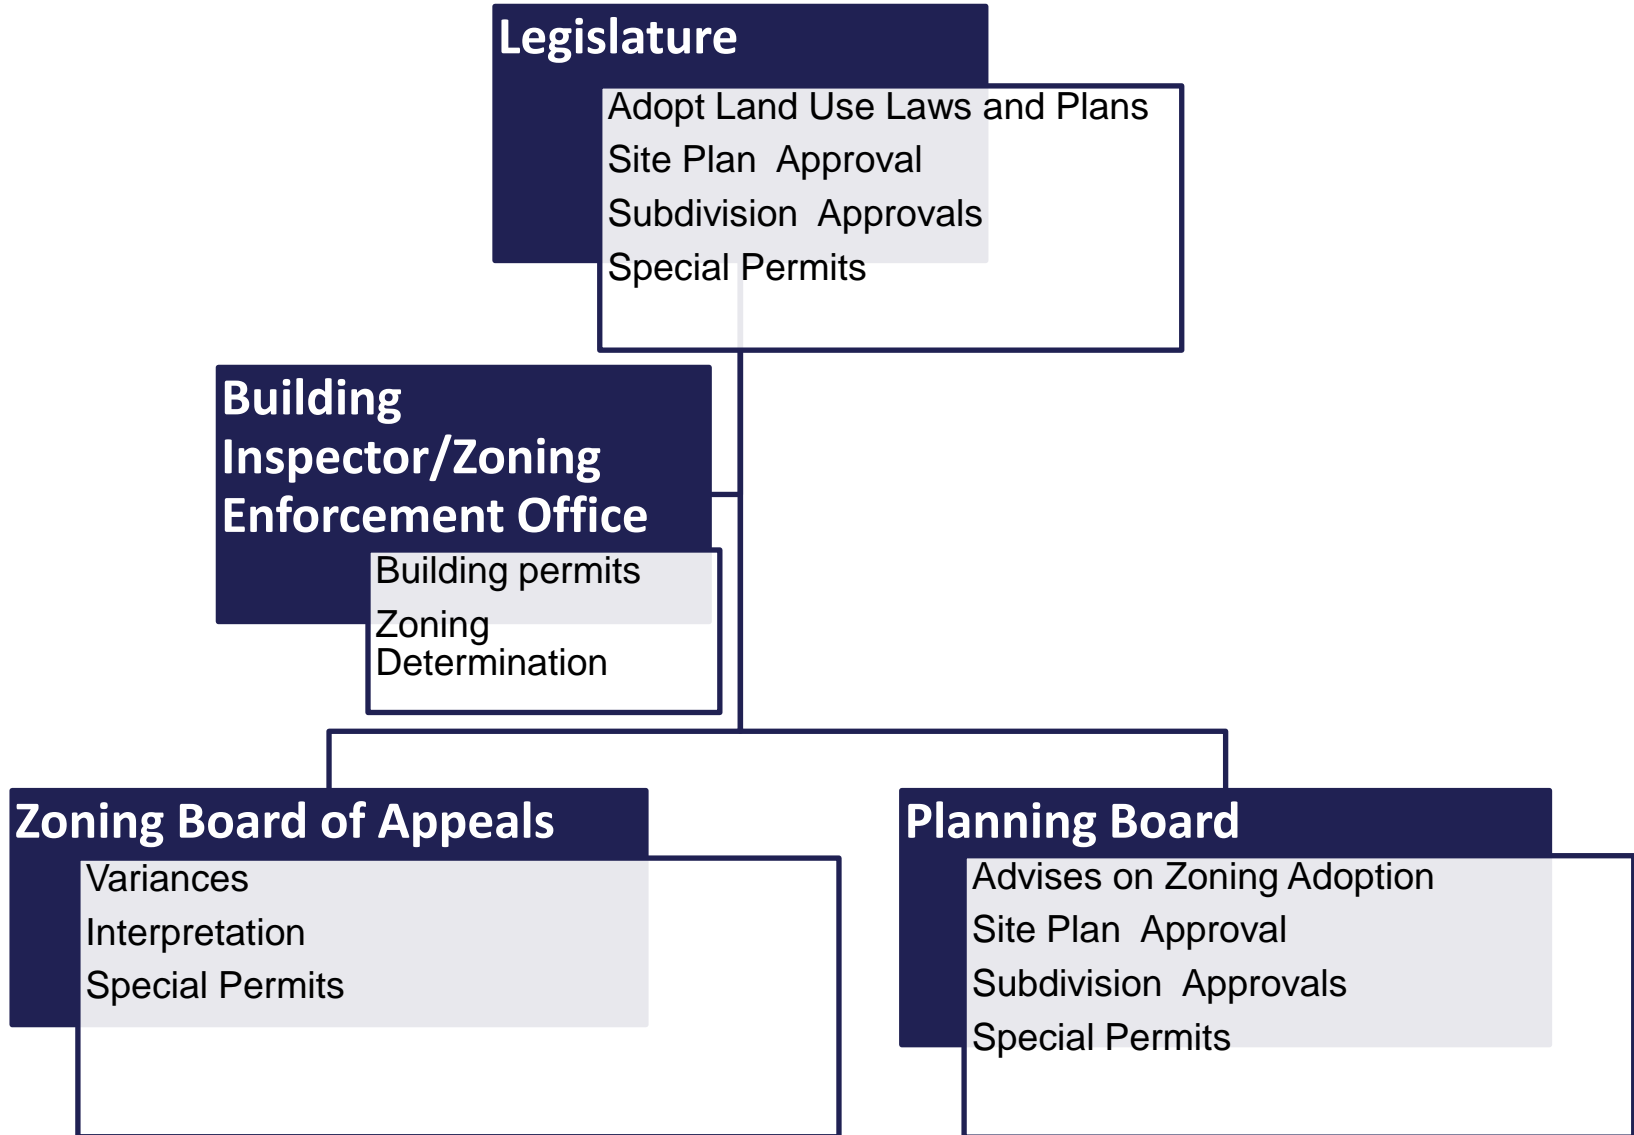 Legislature
Adopt Land Use Laws and Plans
Site Plan  Approval
Subdivision  Approvals
Special Permits
Building
Inspector/Zoning
Enforcement Office
Building permits
Zoning
Determination
Zoning Board of Appeals
Variances
Interpretation
Special Permits
Planning Board
Advises on Zoning Adoption
Site Plan  Approval
Subdivision  Approvals
Special Permits